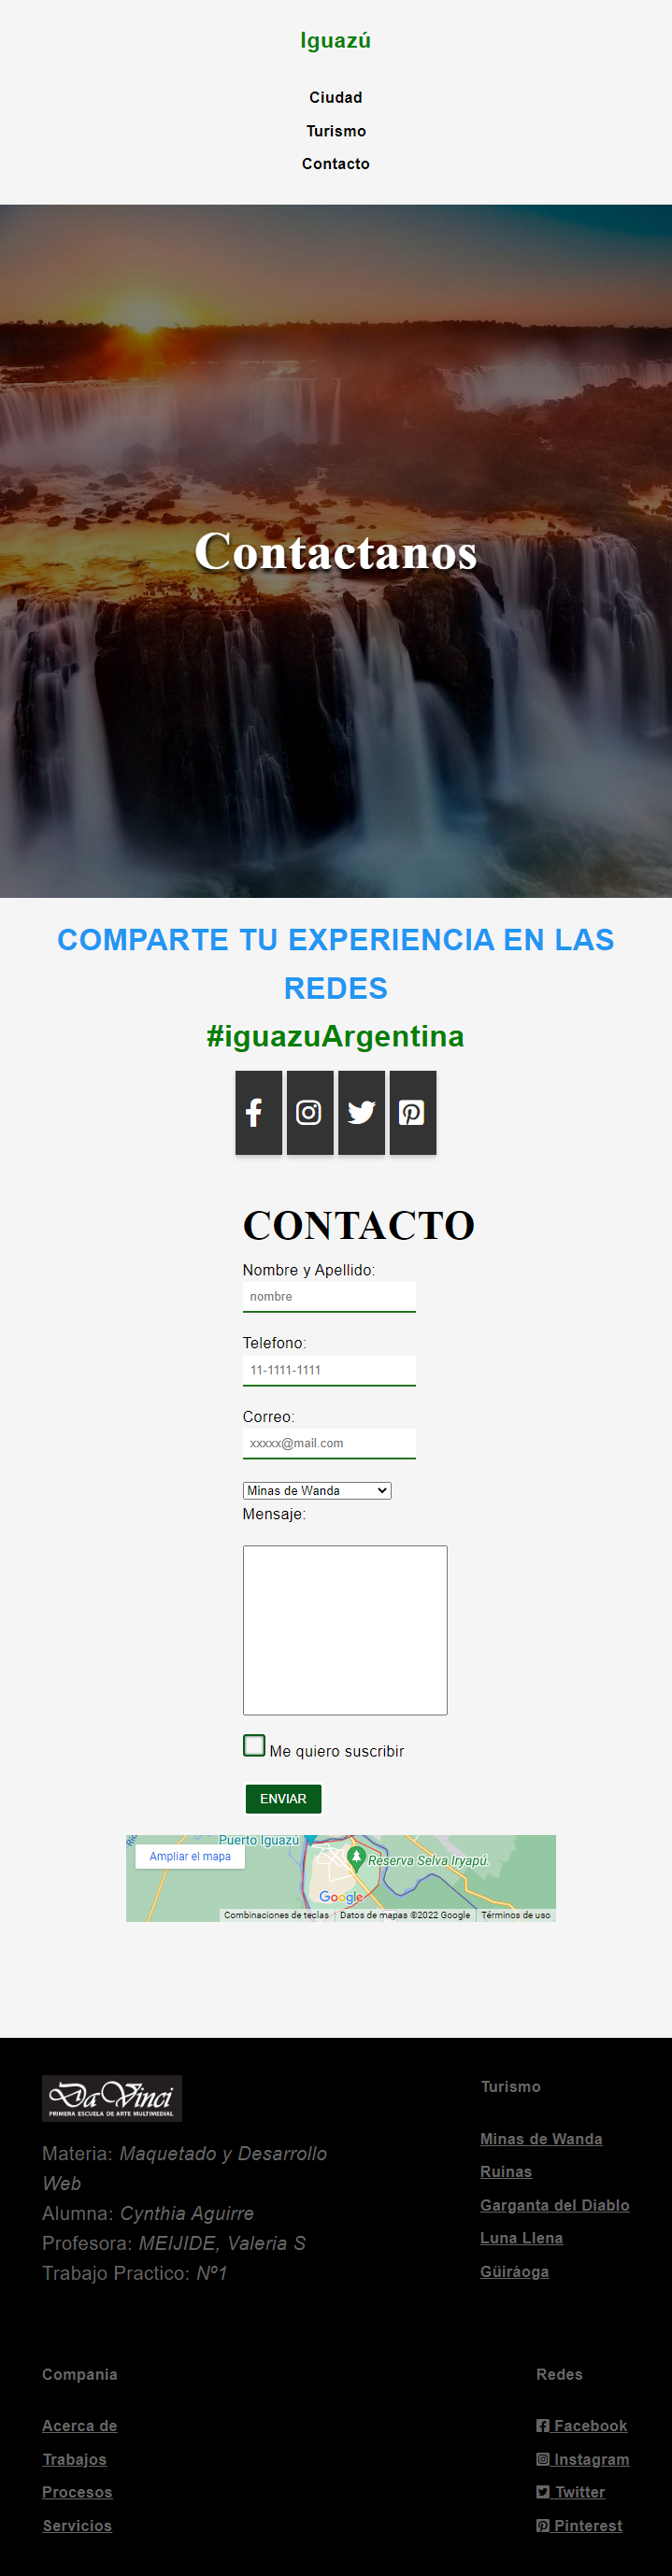 Iguazú
Ciudad
Turismo
Contacto
Contactanos
COMPARTE TU EXPERIENCIA EN LAS
REDES
#iguazuArgentina
CONTACTO
Nombre y Apellido:
nombre
Telefono:
11-1111-1111
Correo:
xxxxx@mail.com
Minas de Wanda
Mensaje:
Me quiero suscribir
ENVIAR
Puerto Iguazú
Ampliar el mapa
Reserva Selva Iryapú.
Google
Combinaciones de teclas
Datos de mapas ©2022 Google
Términos de uso
Da Vinci
PRIMERA ESCUELA DE ARTE MULTIMEDIAL
Materia: Maquetado y Desarrollo
Web
Alumna: Cynthia Aguirre
Profesora: MEIJIDE, Valeria S
Trabajo Practico: Nº1
Turismo
Minas de Wanda
Ruinas
Garganta del Diablo
Luna Llena
Güiráoga
Compania
Acerca de
Trabajos
Procesos
Servicios
Redes
Facebook
Instagram
Twitter
Pinterest